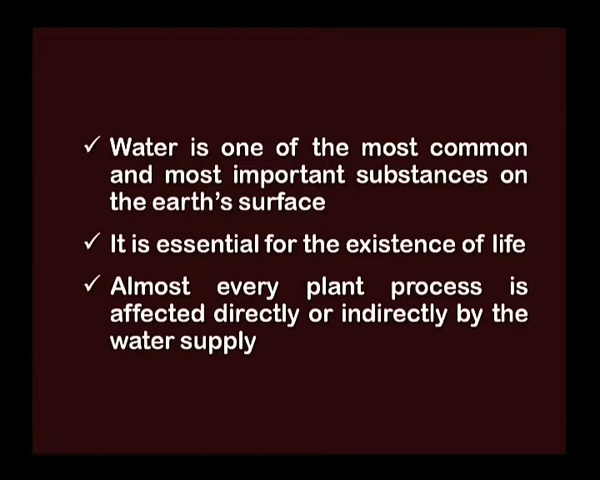 ✓ Water is one of the most common
and most important substances on
the earth's surface
✓ It is essential for the existence of life
✓ Almost every plant process is
affected directly or indirectly by the
water supply